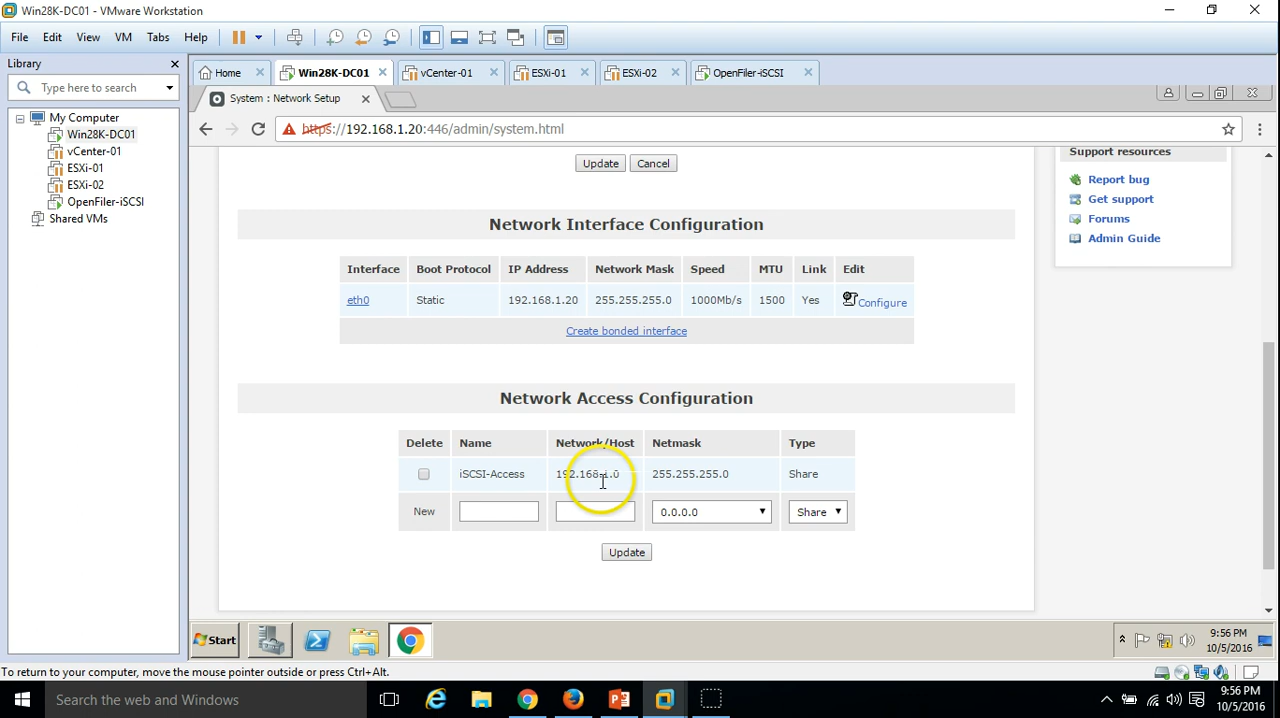 Win28K-DC01 - VMware Workstation
File Edit View VM Tabs Help
Library
Home Win28K-DC01 vCenter-01 ESXi-01 ESXi-02 OpenFiler-iSCSI
Type here to search
System : Network Setup
My Computer
Win28K-DC01
vCenter-01
ESXi-01
ESXi-02
OpenFiler-iSCSI
Shared VMs
https://192.168.1.20:446/admin/system.html
Update Cancel
Support resources
Report bug
Get support
Forums
Admin Guide
Network Interface Configuration
Interface Boot Protocol IP Address Network Mask Speed MTU Link Edit
eth0 Static 192.168.1.20 255.255.255.0 1000Mb/s 1500 Yes Configure
Create bonded interface
Network Access Configuration
Delete Name Network/Host Netmask Type
iSCSI-Access 192.168.1.0 255.255.255.0 Share
New 0.0.0.0 Share
Update
Start
9:56 PM
10/5/2016
To return to your computer, move the mouse pointer outside or press Ctrl+Alt.
Search the web and Windows
9:56 PM
10/5/2016